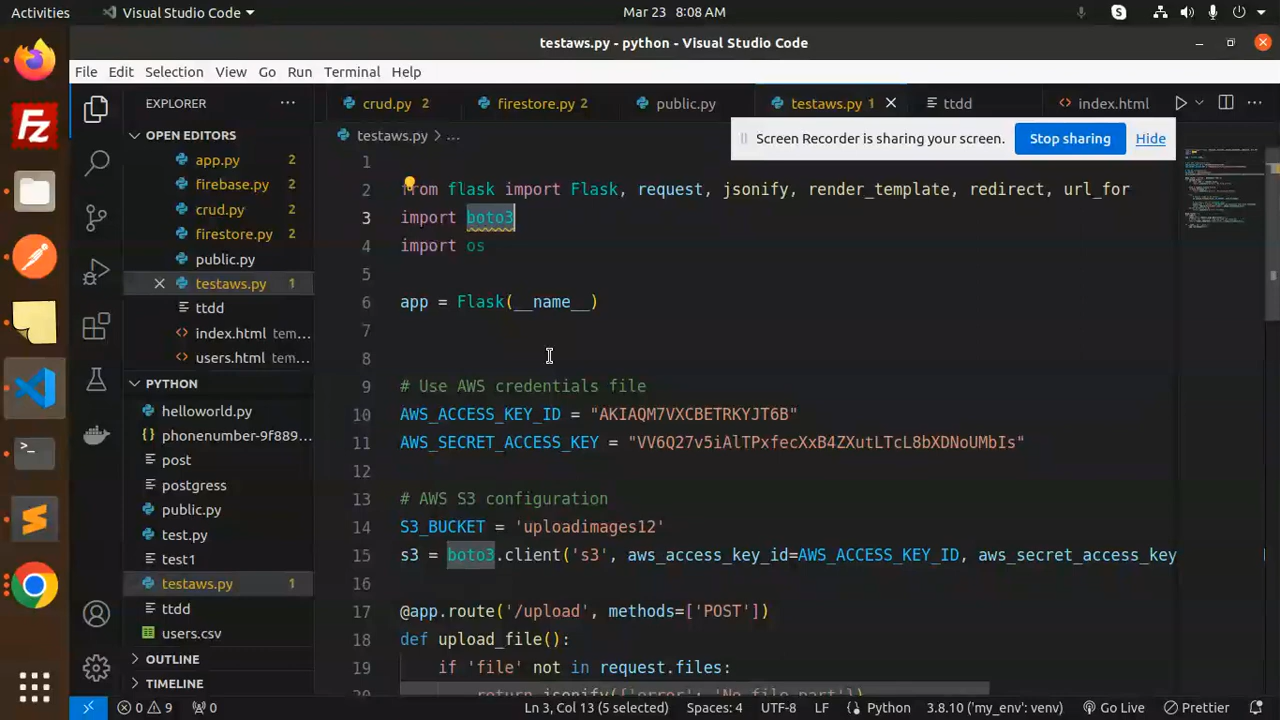 Activities
Visual Studio Code
Mar 23 8:08 AM
testaws.py - python - Visual Studio Code
File Edit Selection View Go Run Terminal Help
EXPLORER
OPEN EDITORS
app.py 2
firebase.py 2
crud.py 2
firestore.py 2
public.py
testaws.py 1
ttdd
index.html tem...
users.html tem...
PYTHON
helloworld.py
phonenumber-9f889...
post
postgress
public.py
test.py
test1
testaws.py 1
ttdd
users.csv
OUTLINE
TIMELINE
crud.py 2 firestore.py 2 public.py testaws.py 1 ttdd index.html
testaws.py > ...
Screen Recorder is sharing your screen. Stop sharing Hide
1
2 from flask import Flask, request, jsonify, render_template, redirect, url_for
3 import boto3
4 import os
5
6 app = Flask(__name__)
7
8
9 # Use AWS credentials file
10 AWS_ACCESS_KEY_ID = "AKIAQM7VXCBETRKYJT6B"
11 AWS_SECRET_ACCESS_KEY = "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"
12
13 # AWS S3 configuration
14 S3_BUCKET = 'uploadimages12'
15 s3 = boto3.client('s3', aws_access_key_id=AWS_ACCESS_KEY_ID, aws_secret_access_key
16
17 @app.route('/upload', methods=['POST'])
18 def upload_file():
19 if 'file' not in request.files:
20 return jsonify({'error': 'No file part'})
0 9 0 Ln 3, Col 13 (5 selected) Spaces: 4 UTF-8 LF Python 3.8.10 ('my_env': venv) Go Live Prettier